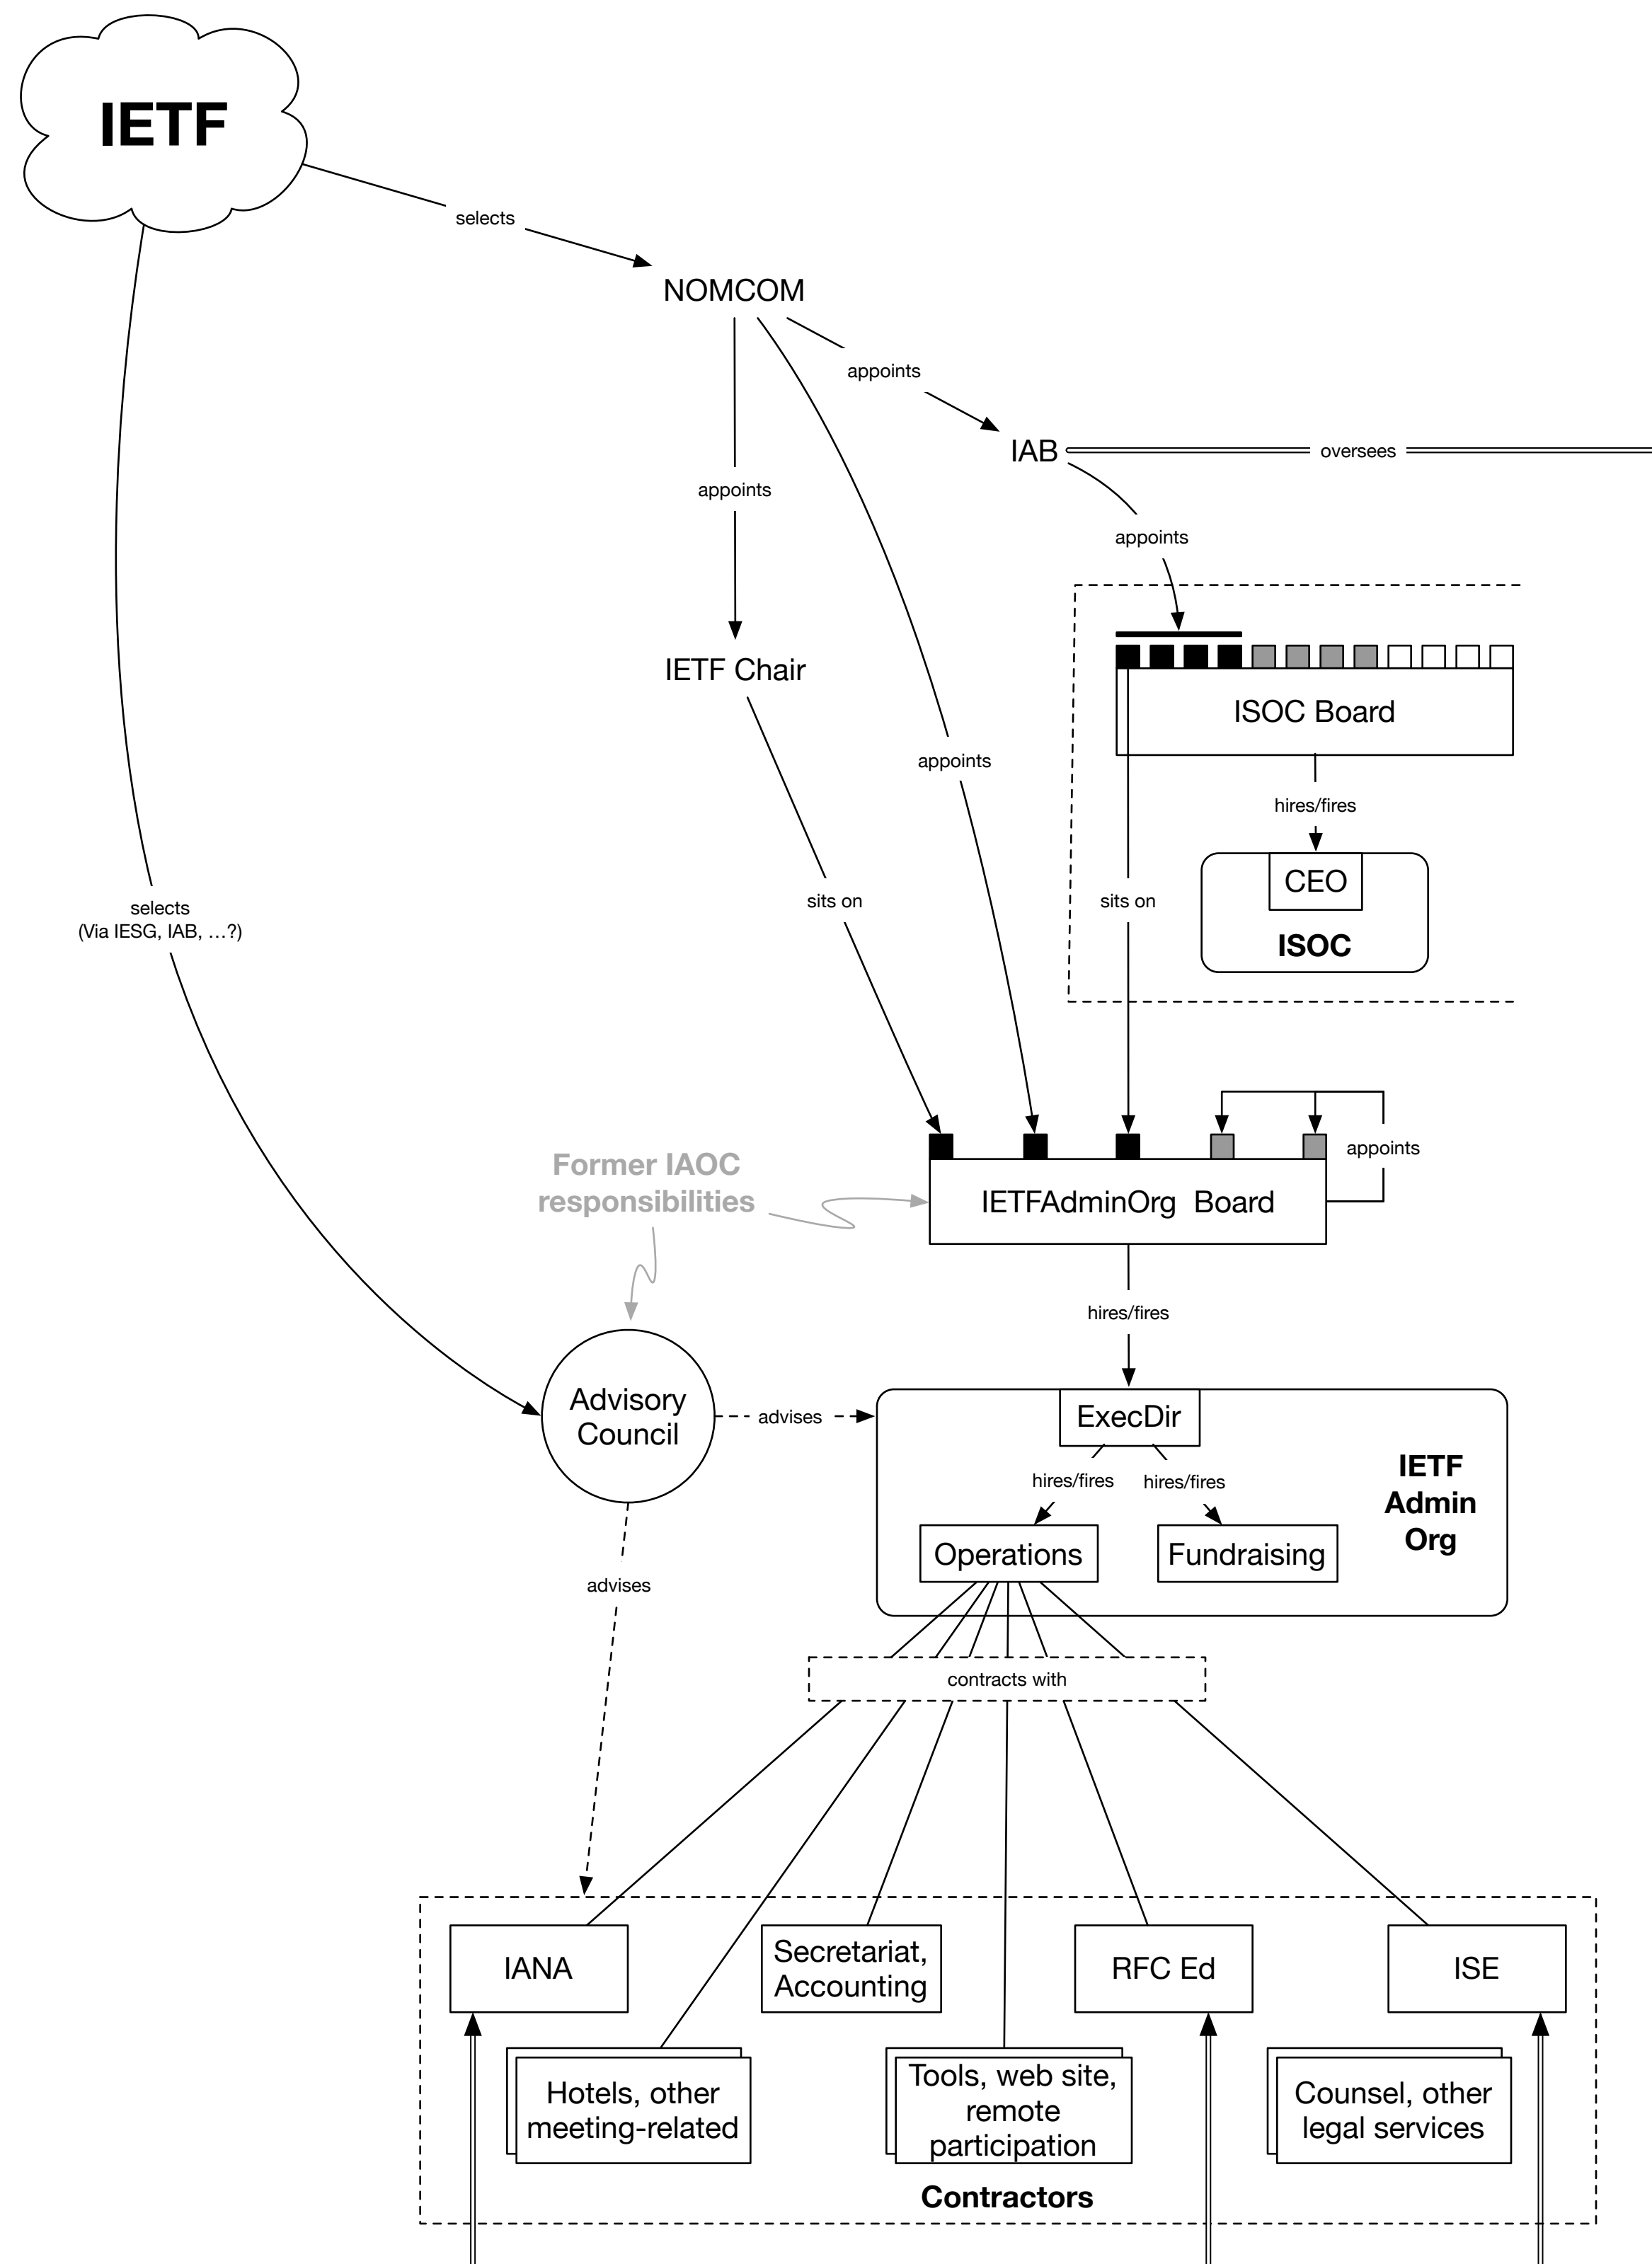 IETF
selects
NOMCOM
appoints
IAB
oversees
appoints
appoints
ISOC Board
IETF Chair
appoints
hires/fires
CEO
ISOC
sits on
sits on
selects
(Via IESG, IAB, …?)
appoints
Former IAOC
responsibilities
IETFAdminOrg Board
hires/fires
Advisory
Council
advises
ExecDir
hires/fires
hires/fires
IETF
Admin
Org
Operations
Fundraising
advises
contracts with
IANA
Secretariat,
Accounting
RFC Ed
ISE
Hotels, other
meeting-related
Tools, web site,
remote
participation
Counsel, other
legal services
Contractors